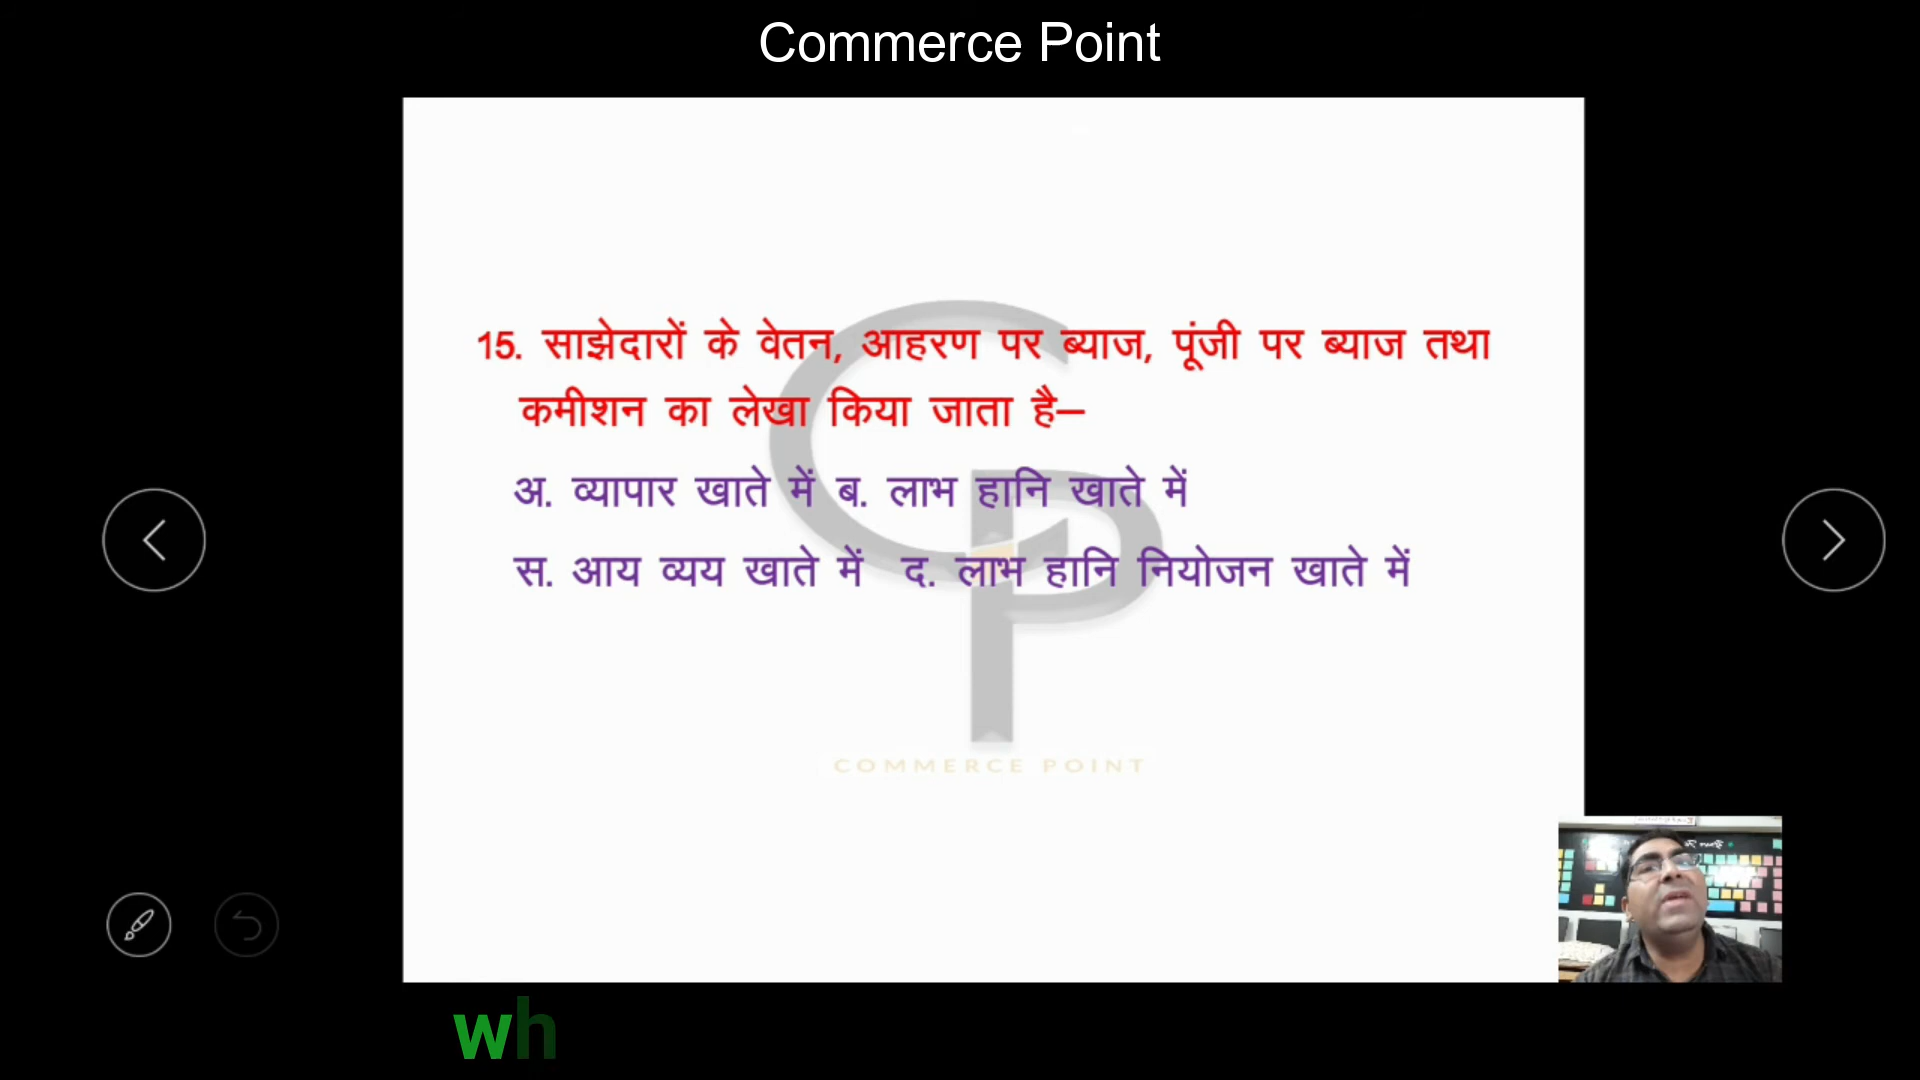 Commerce Point
15. साझेदारों के वेतन, आहरण पर ब्याज, पूंजी पर ब्याज तथा
कमीशन का लेखा किया जाता है–
अ. व्यापार खाते में ब. लाभ हानि खाते में
स. आय व्यय खाते में द. लाभ हानि नियोजन खाते में
COMMERCE POINT
wh